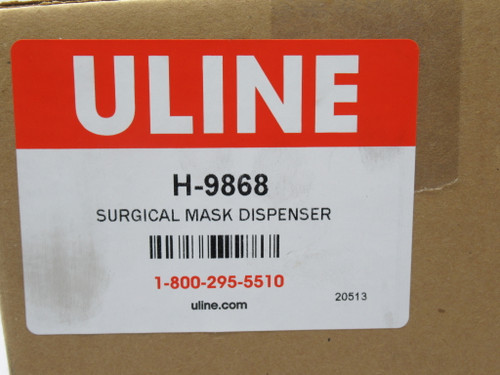 ULINE
H-9868
SURGICAL MASK DISPENSER
1-800-295-5510
uline.com
20513